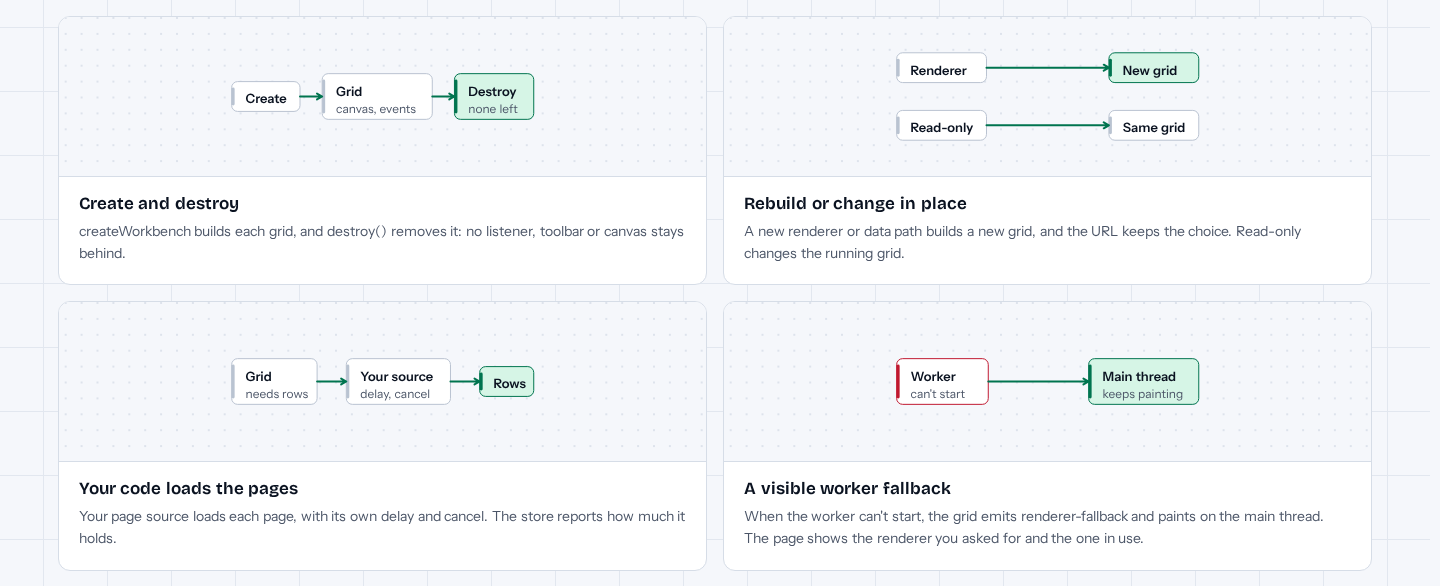 Create
Grid
canvas, events
Destroy
none left
Create and destroy
createWorkbench builds each grid, and destroy() removes it: no listener, toolbar or canvas stays
behind.
Renderer
New grid
Read-only
Same grid
Rebuild or change in place
A new renderer or data path builds a new grid, and the URL keeps the choice. Read-only
changes the running grid.
Grid
needs rows
Your source
delay, cancel
Rows
Your code loads the pages
Your page source loads each page, with its own delay and cancel. The store reports how much it
holds.
Worker
can't start
Main thread
keeps painting
A visible worker fallback
When the worker can't start, the grid emits renderer-fallback and paints on the main thread.
The page shows the renderer you asked for and the one in use.